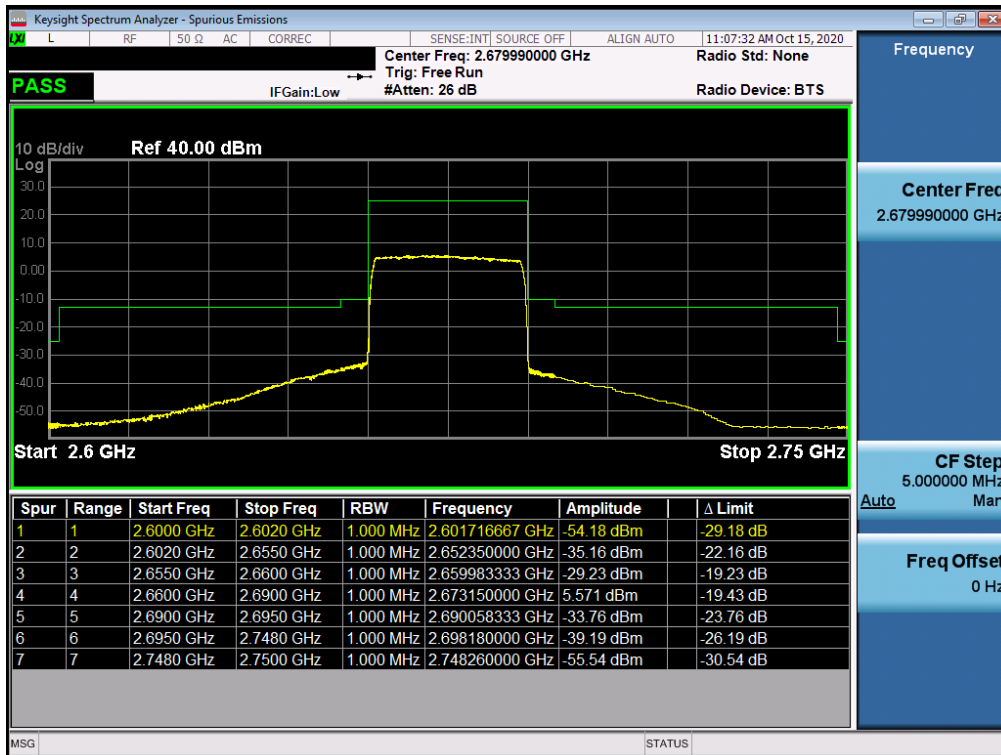 Keysight Spectrum Analyzer - Spurious Emissions
LXI L RF 50 Ω AC CORREC SENSE:INT SOURCE OFF ALIGN AUTO 11:07:32 AM Oct 15, 2020
Center Freq: 2.679990000 GHz Radio Std: None
Trig: Free Run
PASS IFGain:Low #Atten: 26 dB Radio Device: BTS
10 dB/div Ref 40.00 dBm
Log
30.0
20.0
10.0
0.00
-10.0
-20.0
-30.0
-40.0
-50.0
Start 2.6 GHz Stop 2.75 GHz
Spur Range Start Freq Stop Freq RBW Frequency Amplitude Δ Limit
1 1 2.6000 GHz 2.6020 GHz 1.000 MHz 2.601716667 GHz -54.18 dBm -29.18 dB
2 2 2.6020 GHz 2.6550 GHz 1.000 MHz 2.652350000 GHz -35.16 dBm -22.16 dB
3 3 2.6550 GHz 2.6600 GHz 1.000 MHz 2.659983333 GHz -29.23 dBm -19.23 dB
4 4 2.6600 GHz 2.6900 GHz 1.000 MHz 2.673150000 GHz 5.571 dBm -19.43 dB
5 5 2.6900 GHz 2.6950 GHz 1.000 MHz 2.690058333 GHz -33.76 dBm -23.76 dB
6 6 2.6950 GHz 2.7480 GHz 1.000 MHz 2.698180000 GHz -39.19 dBm -26.19 dB
7 7 2.7480 GHz 2.7500 GHz 1.000 MHz 2.748260000 GHz -55.54 dBm -30.54 dB
MSG STATUS
Frequency
Center Freq
2.679990000 GHz
CF Step
5.000000 MHz
Auto Man
Freq Offset
0 Hz